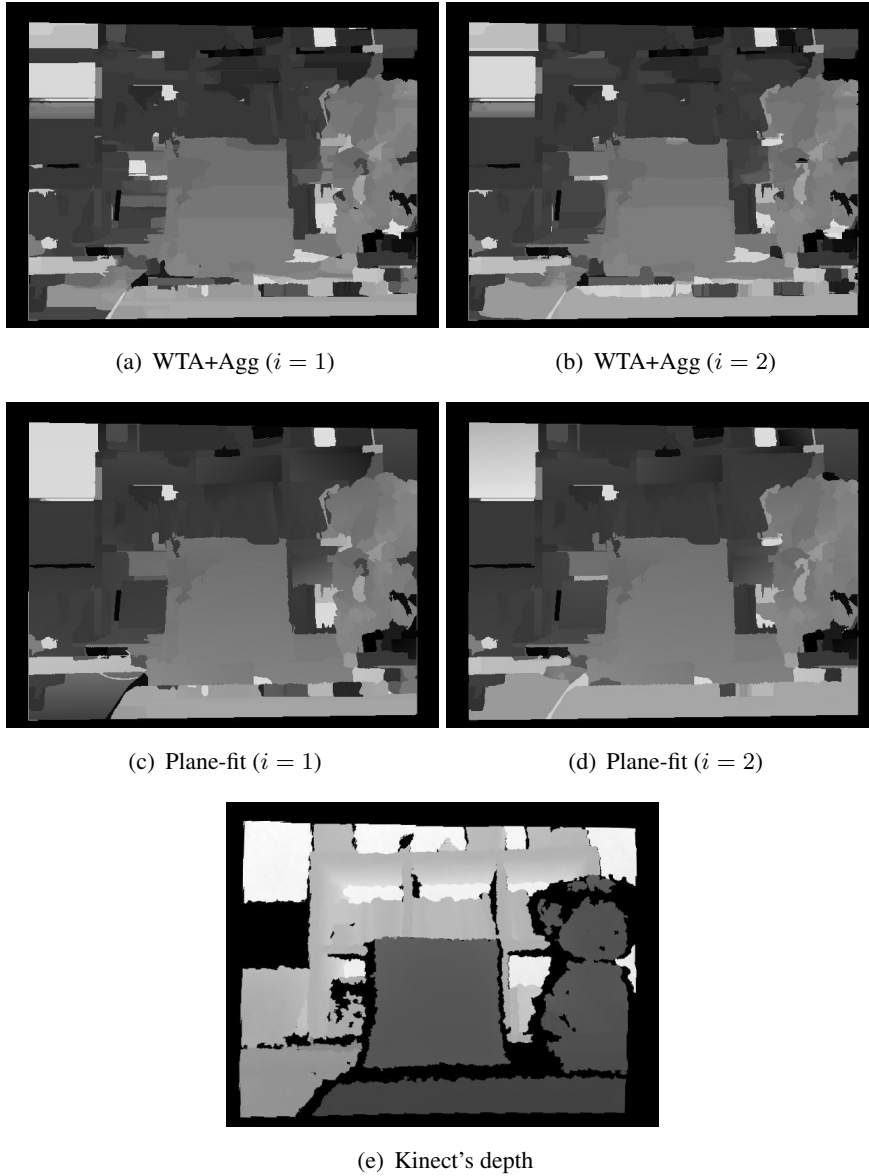 (a) WTA+Agg (i = 1)
(b) WTA+Agg (i = 2)
(c) Plane-fit (i = 1)
(d) Plane-fit (i = 2)
(e) Kinect's depth